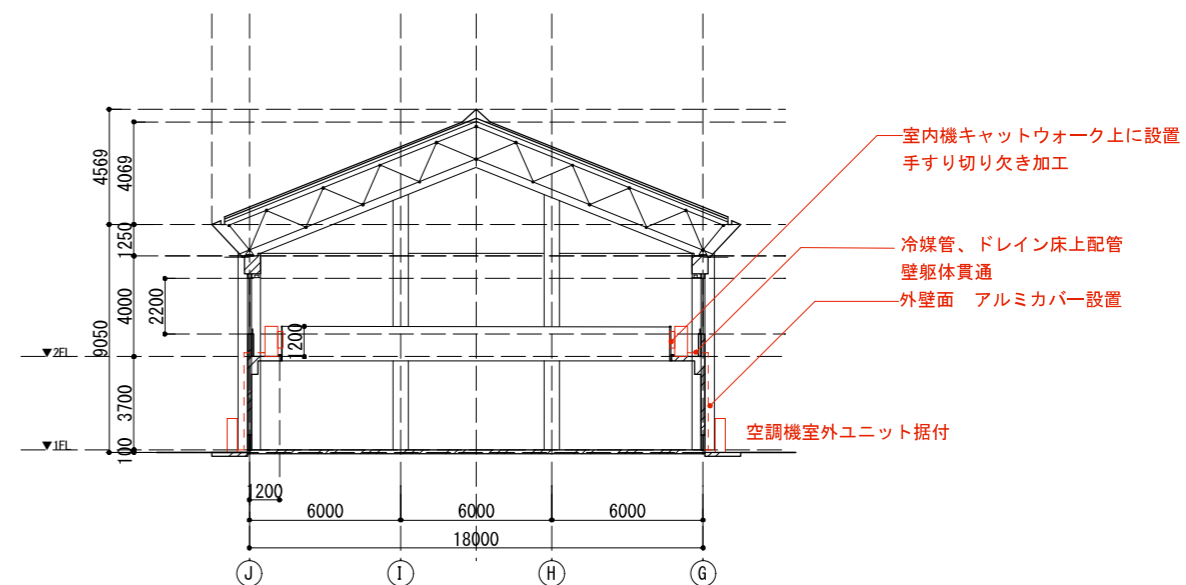 室内機キャットウォーク上に設置
手すり切り欠き加工
冷媒管、ドレイン床上配管
壁躯体貫通
外壁面 アルミカバー設置
空調機室外ユニット据付
4569
4069
1250
9050
4000
2200
1200
▼2FL
3700
▼1FL
100
1200
6000
6000
6000
18000
J
I
H
G